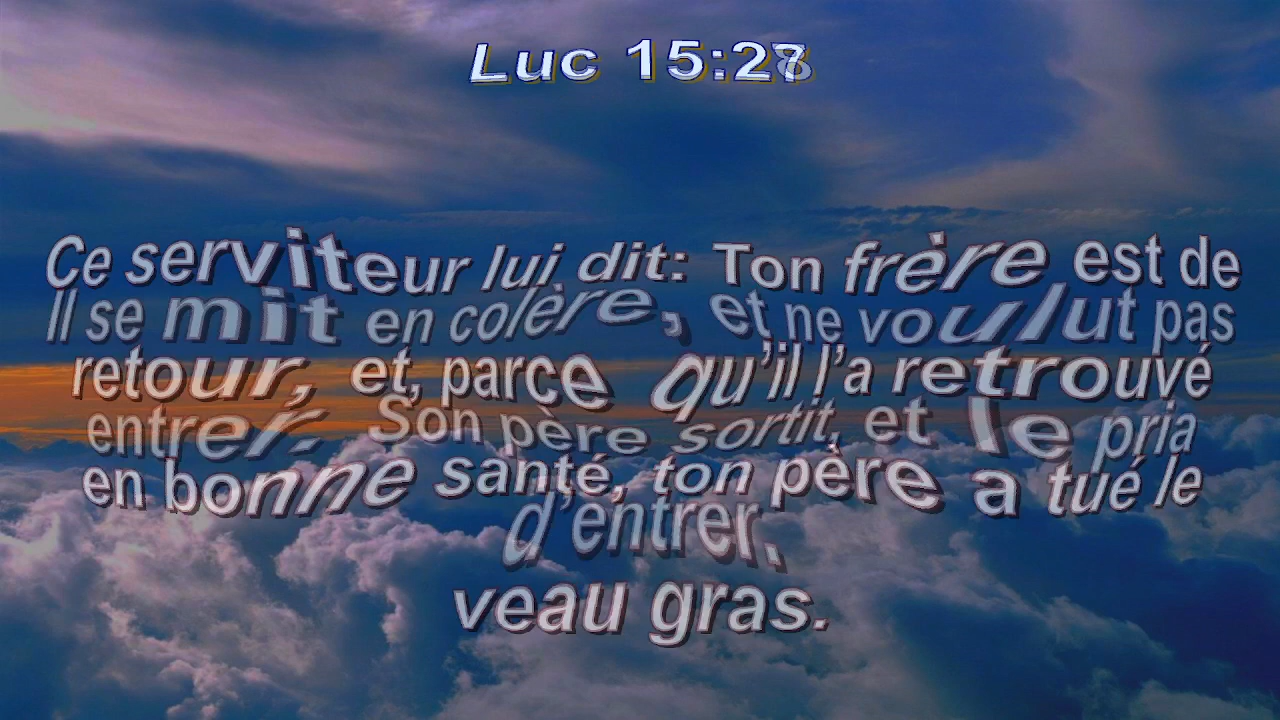 Luc 15:27
Ce serviteur lui dit: Ton frère est de
Il se mit en colère, et ne voulut pas
retour, et, parce qu'il l'a retrouvé
entrer. Son père sortit, et le pria
en bonne santé, ton père a tué le
d'entrer.
veau gras.